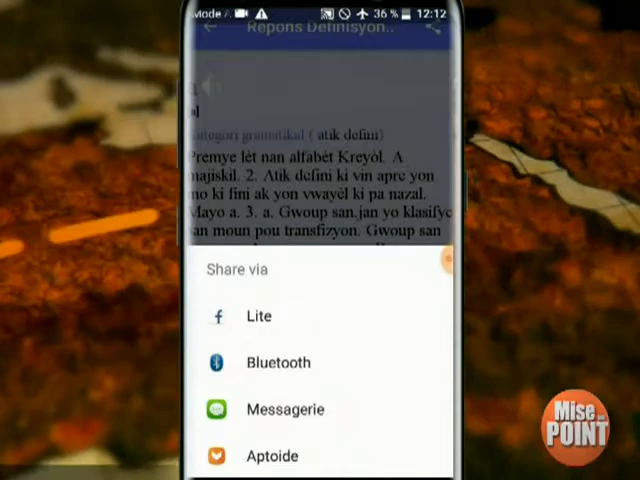 Mode A 36 % 12:12
Repons Definisyon..
kategori gramatikal ( atik defini)
Premye lèt nan alfabèt Kreyòl. A
majiskil. 2. Atik defini ki vin apre yon
mo ki fini ak yon vwayèl ki pa nazal.
Mayo a. 3. a. Gwoup san.jan yo klasifye
san moun pou transfizyon. Gwoup san
Share via
Lite
Bluetooth
Messagerie
Aptoide
Mise
POINT